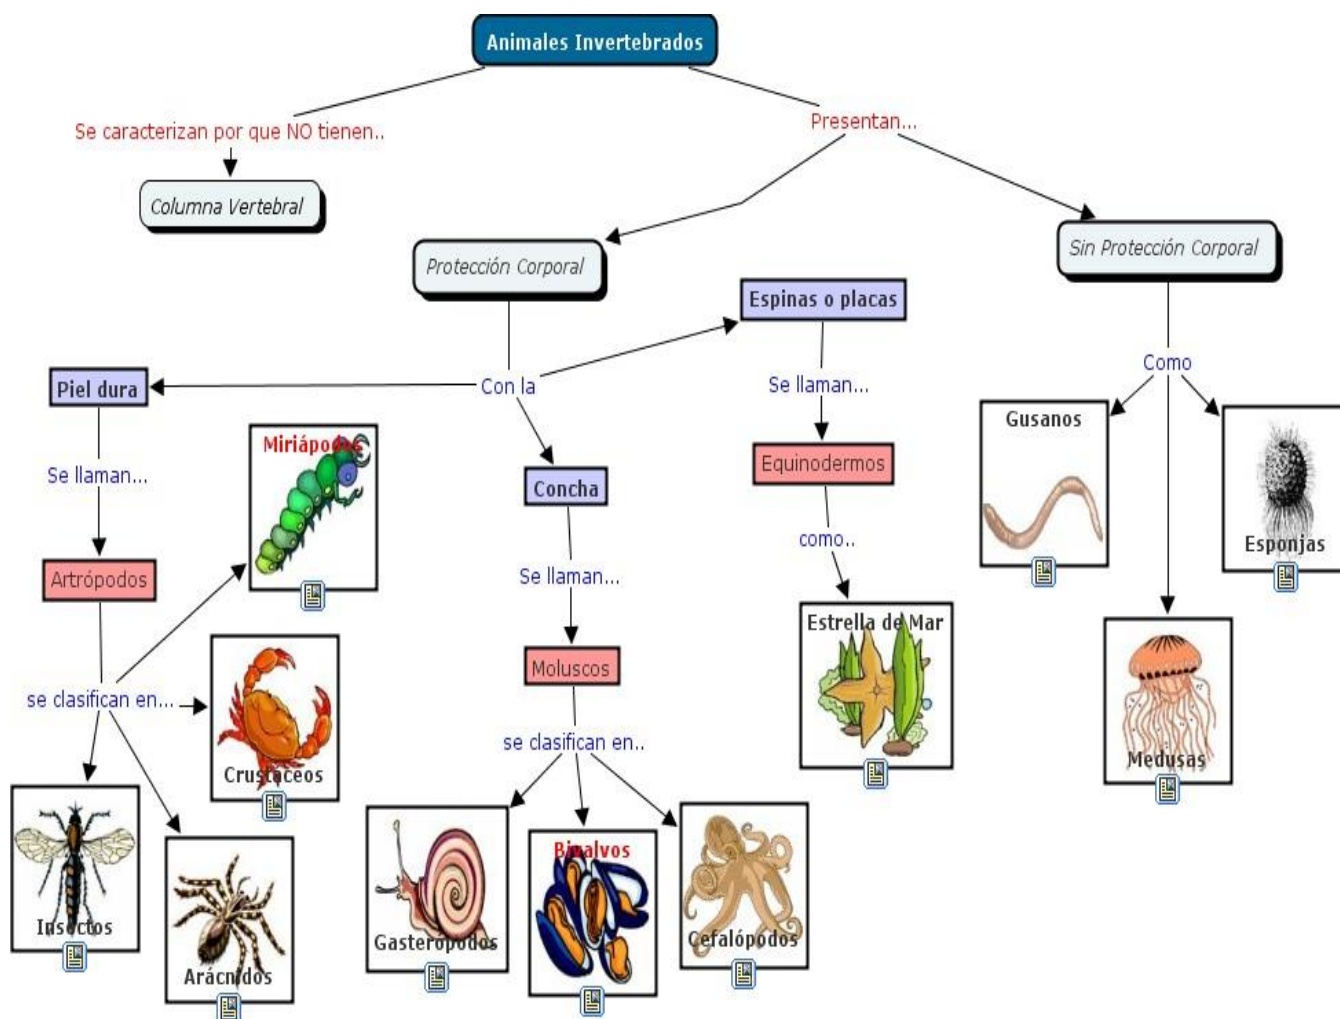 Animales Invertebrados
Se caracterizan por que NO tienen..
Presentan...
Columna Vertebral
Protección Corporal
Sin Protección Corporal
Espinas o placas
Piel dura
Con la
Se llaman...
Como
Miriápodos
Gusanos
Se llaman...
Concha
Equinodermos
Esponjas
Artrópodos
Se llaman...
como..
Estrella de Mar
Moluscos
se clasifican en...
se clasifican en..
Crustaceos
Medusas
Insectos
Arácnidos
Gasterópodos
Bivalvos
Cefalópodos